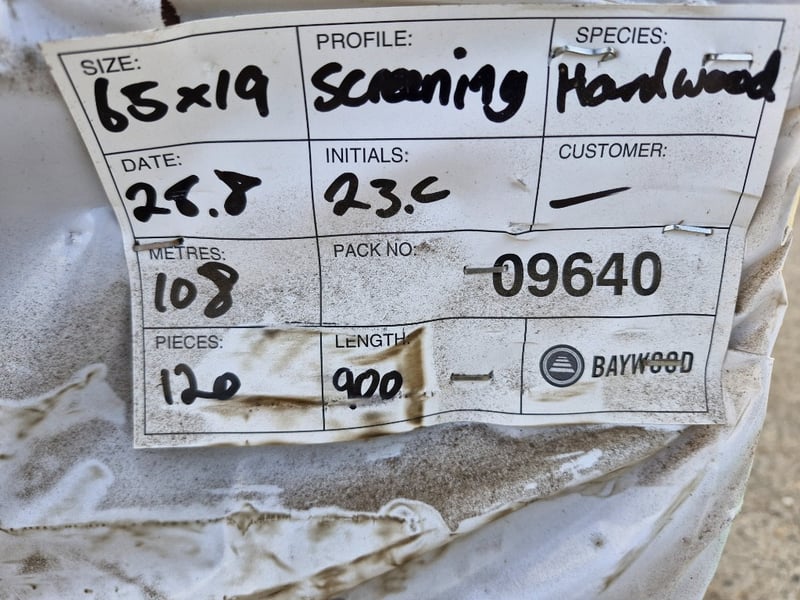 SIZE: PROFILE: SPECIES:
65x19 Screening Hardwood
DATE: INITIALS: CUSTOMER:
28.8 23.C —
METRES: PACK NO:
108 09640
PIECES: LENGTH:
120 900 BAYWOOD